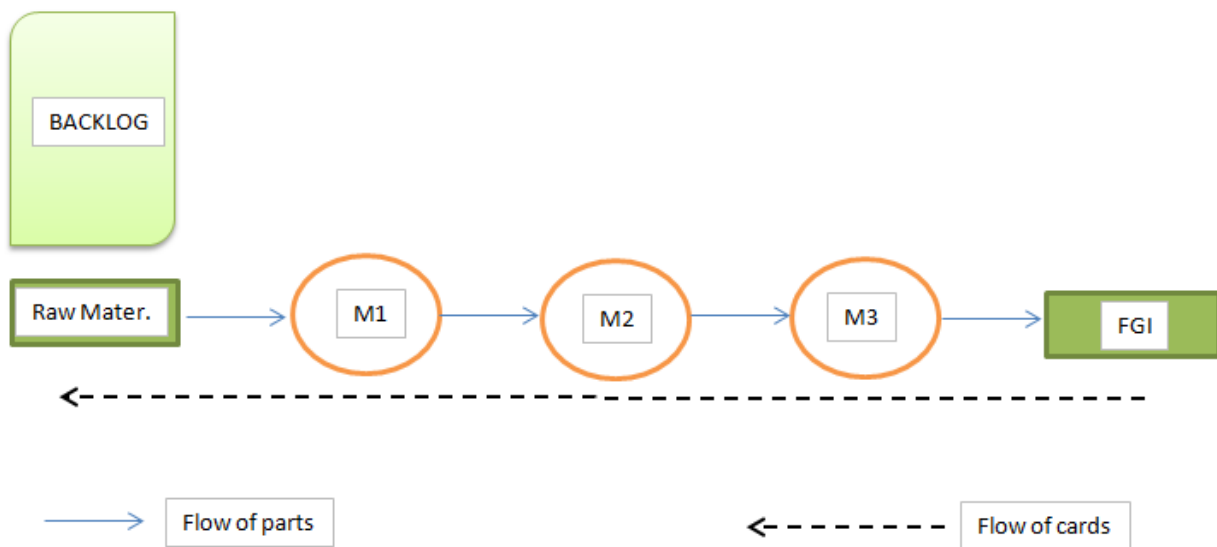 BACKLOG
Raw Mater.
M1
M2
M3
FGI
Flow of parts
Flow of cards